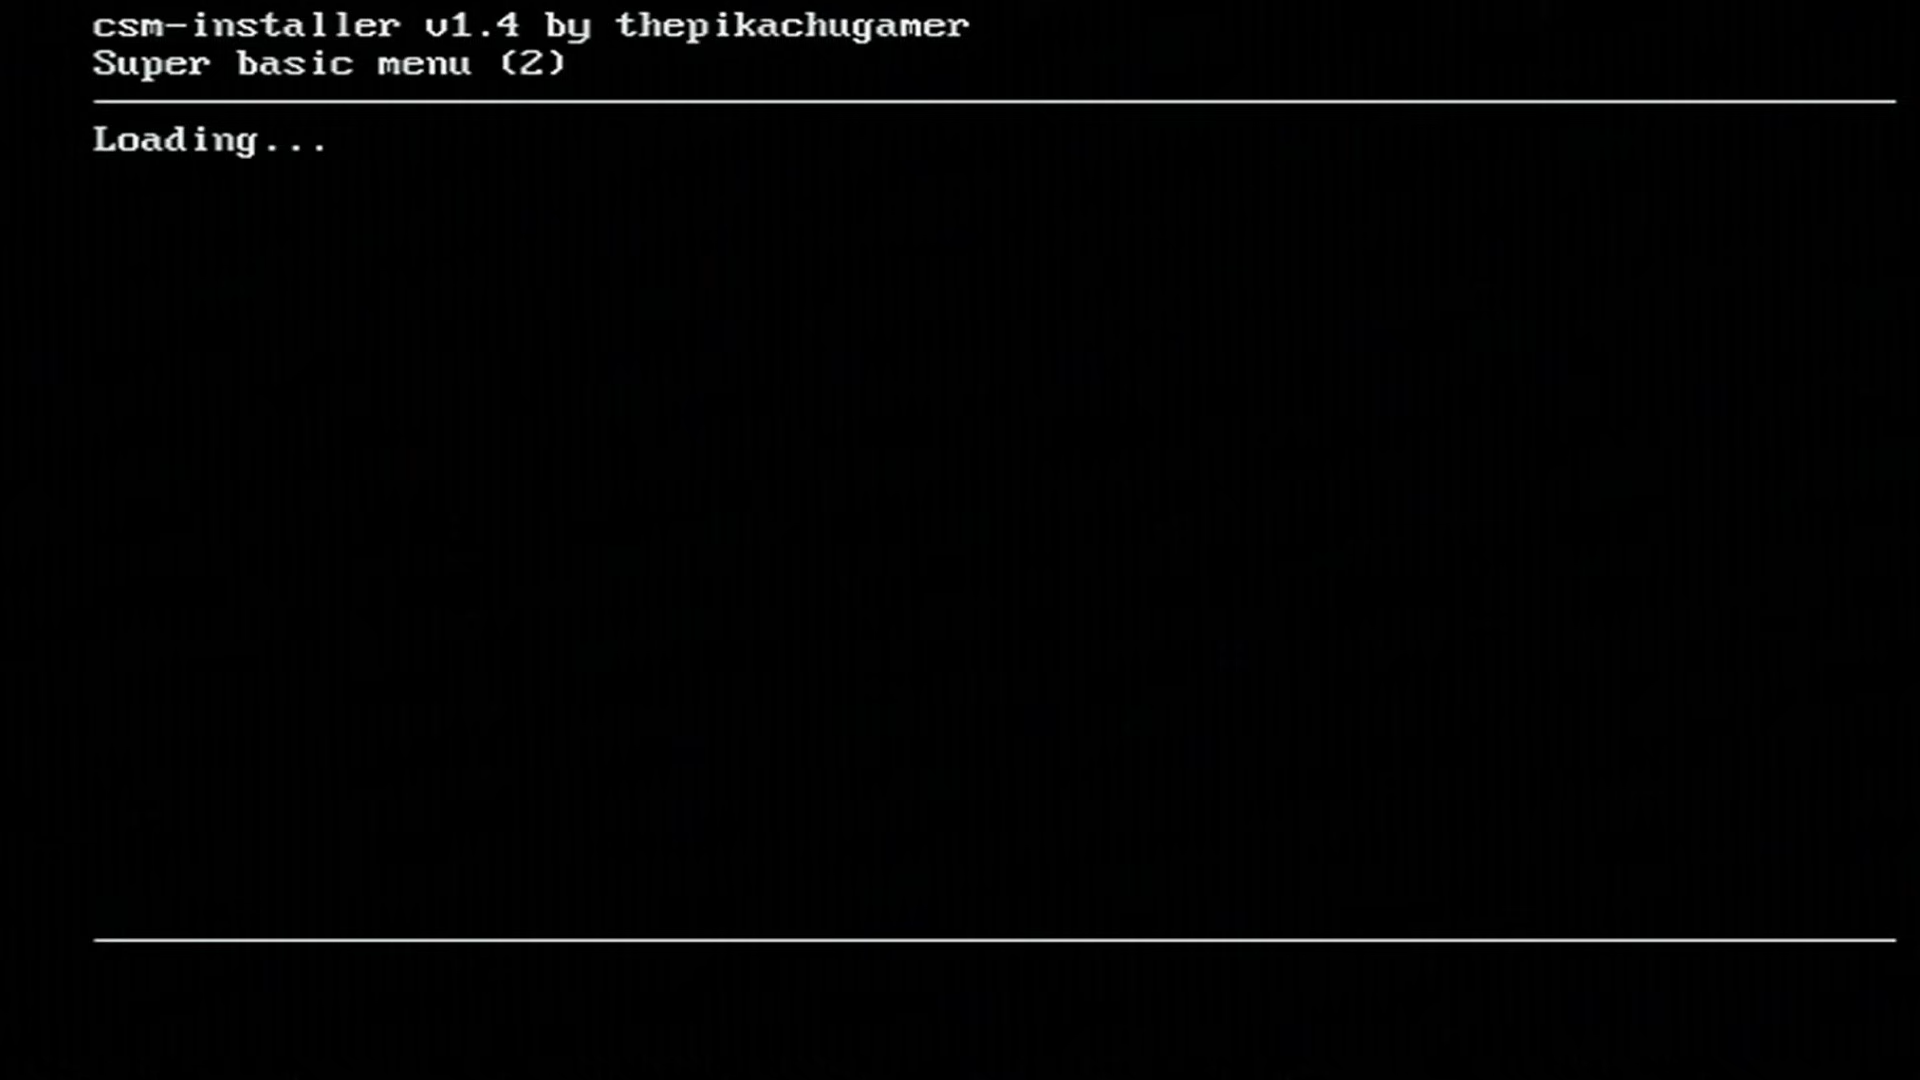 csm-installer v1.4 by thepikachugamer
Super basic menu (2)
Loading...